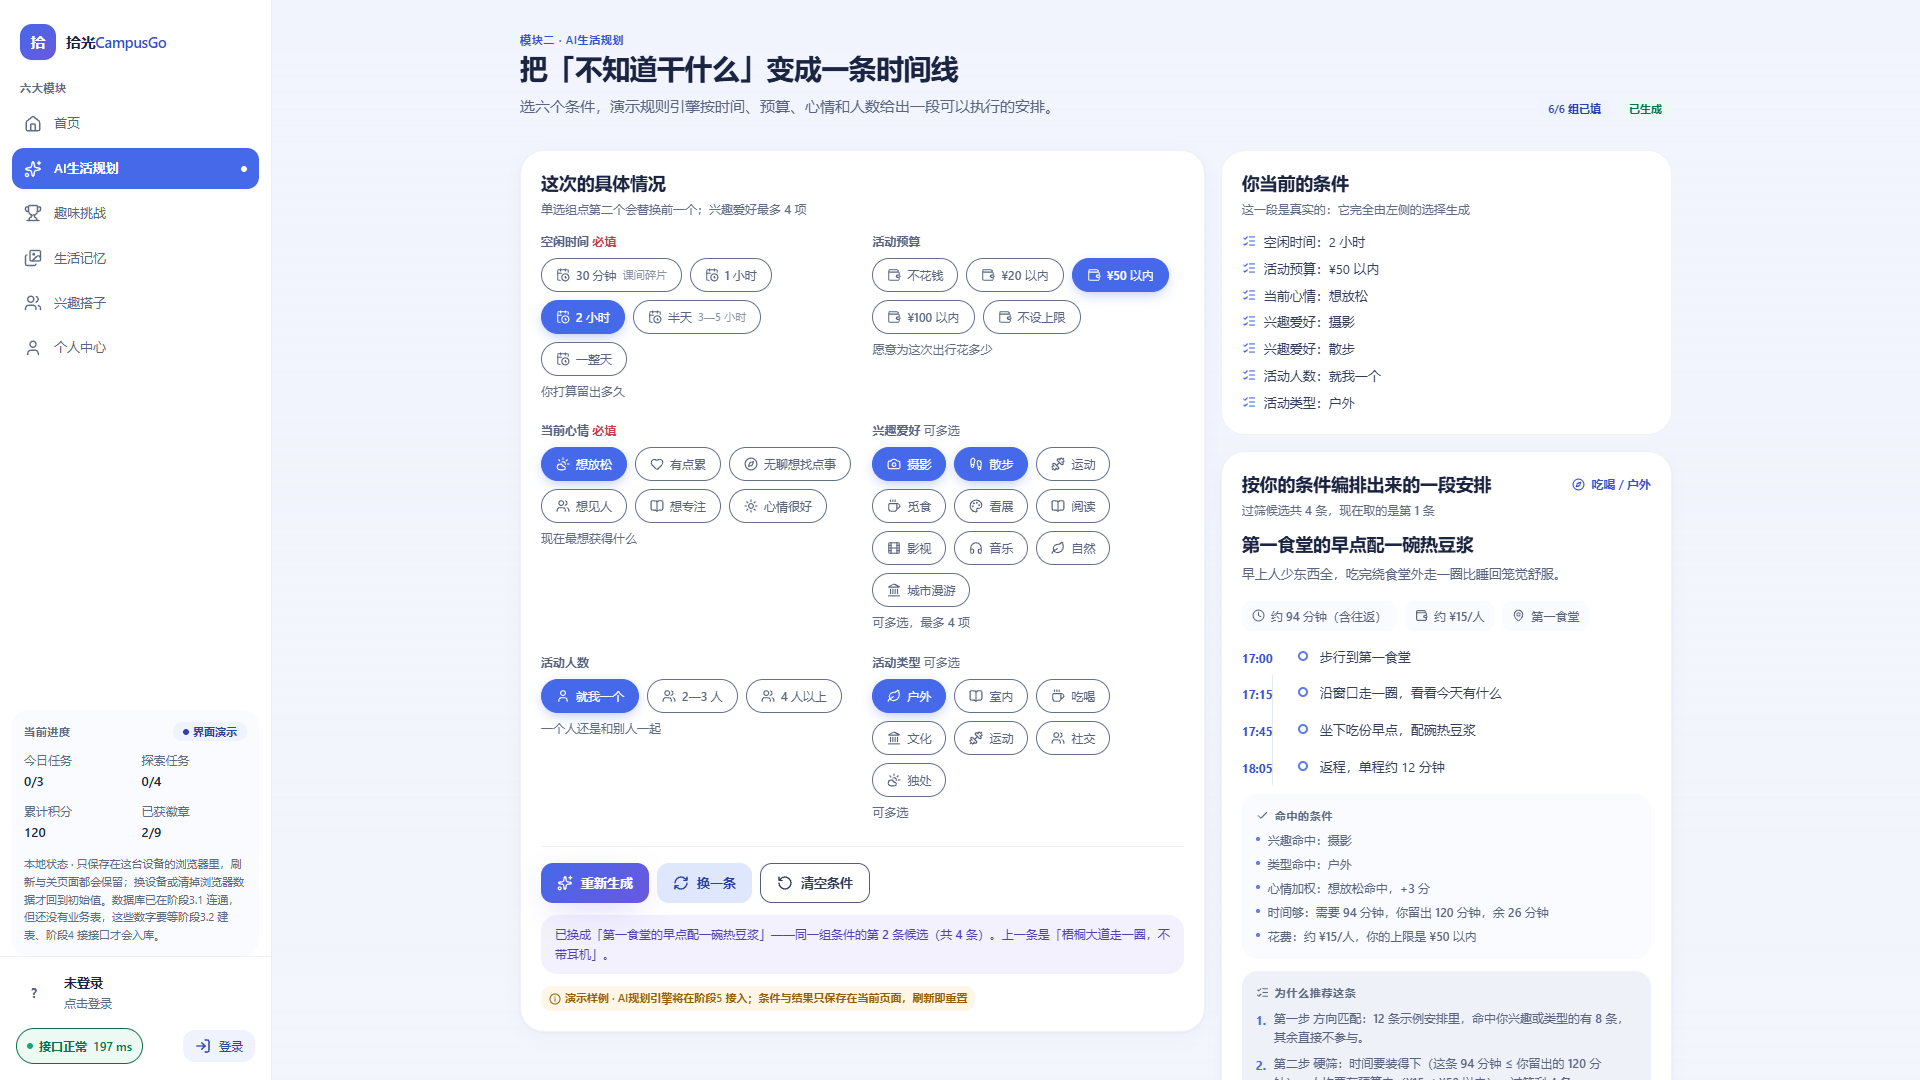 拾
拾光CampusGo
六大模块
首页
AI生活规划
趣味挑战
生活记忆
兴趣搭子
个人中心
当前进度
界面演示
今日任务
探索任务
0/3
0/4
累计积分
已获徽章
120
2/9
本地状态 · 只保存在这台设备的浏览器里，刷
新与关页面都会保留；换设备或清掉浏览器数
据才回到初始值。数据库已在阶段3.1 连通，
但还没有业务表，这些数字要等阶段3.2 建
表、阶段4 接接口才会入库。
?
未登录
点击登录
接口正常 197 ms
登录
模块二 · AI生活规划
把「不知道干什么」变成一条时间线
选六个条件，演示规则引擎按时间、预算、心情和人数给出一段可以执行的安排。
6/6 组已填
已生成
这次的具体情况
单选组点第二个会替换前一个；兴趣爱好最多 4 项
空闲时间 必填
30 分钟 课间碎片
1 小时
2 小时
半天 3—5 小时
一整天
你打算留出多久
活动预算
不花钱
¥20 以内
¥50 以内
¥100 以内
不设上限
愿意为这次出行花多少
当前心情 必填
想放松
有点累
无聊想找点事
想见人
想专注
心情很好
现在最想获得什么
兴趣爱好 可多选
摄影
散步
运动
觅食
看展
阅读
影视
音乐
自然
城市漫游
可多选，最多 4 项
活动人数
就我一个
2—3 人
4 人以上
一个人还是和别人一起
活动类型 可多选
户外
室内
吃喝
文化
运动
社交
独处
可多选
重新生成
换一条
清空条件
已换成「第一食堂的早点配一碗热豆浆」——同一组条件的第 2 条候选（共 4 条）。上一条是「梧桐大道走一圈，不
带耳机」。
演示样例 · AI规划引擎将在阶段5 接入；条件与结果只保存在当前页面，刷新即重置
你当前的条件
这一段是真实的：它完全由左侧的选择生成
空闲时间：2 小时
活动预算：¥50 以内
当前心情：想放松
兴趣爱好：摄影
兴趣爱好：散步
活动人数：就我一个
活动类型：户外
按你的条件编排出来的一段安排
吃喝 / 户外
过筛候选共 4 条，现在取的是第 1 条
第一食堂的早点配一碗热豆浆
早上人少东西全，吃完绕食堂外走一圈比睡回笼觉舒服。
约 94 分钟（含往返）
约 ¥15/人
第一食堂
17:00 步行到第一食堂
17:15 沿窗口走一圈，看看今天有什么
17:45 坐下吃份早点，配碗热豆浆
18:05 返程，单程约 12 分钟
命中的条件
兴趣命中：摄影
类型命中：户外
心情加权：想放松命中，+3 分
时间够：需要 94 分钟，你留出 120 分钟，余 26 分钟
花费：约 ¥15/人，你的上限是 ¥50 以内
为什么推荐这条
1. 第一步 方向匹配：12 条示例安排里，命中你兴趣或类型的有 8 条，
其余直接不参与。
2. 第二步 硬筛：时间要装得下（这条 94 分钟 ≤ 你留出的 120 分